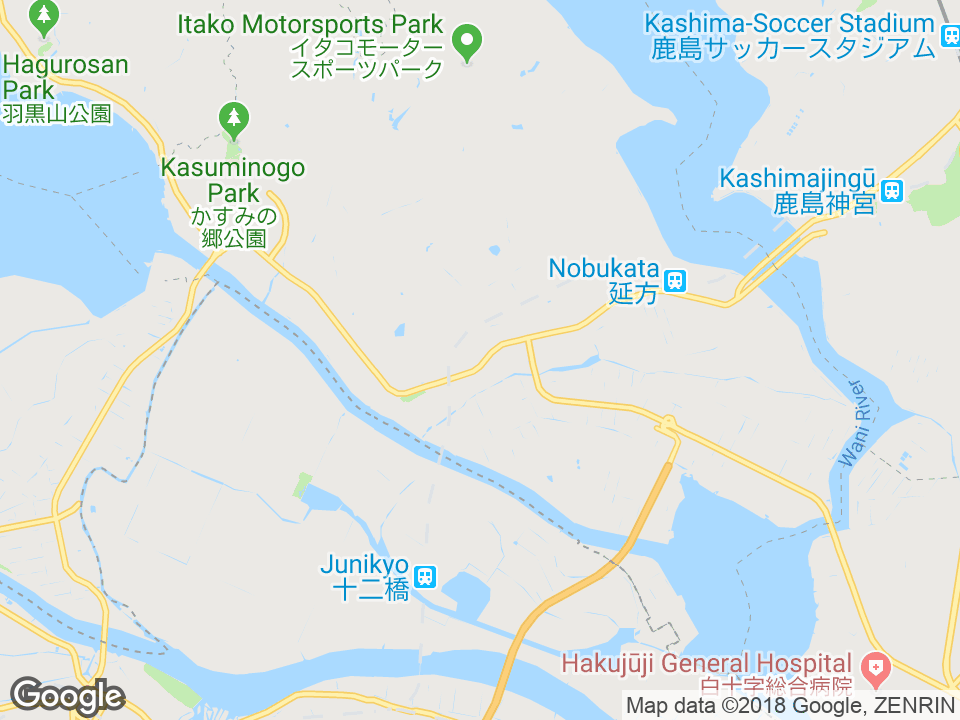 Itako Motorsports Park
イタコモーター
スポーツパーク
Kashima-Soccer Stadium
鹿島サッカースタジアム
Hagurosan
Park
羽黒山公園
Kasuminogo
Park
かすみの
郷公園
Kashimajingū
鹿島神宮
Nobukata
延方
Wani River
Junikyo
十二橋
Hakujūji General Hospital
白十字総合病院
Google
Map data ©2018 Google, ZENRIN